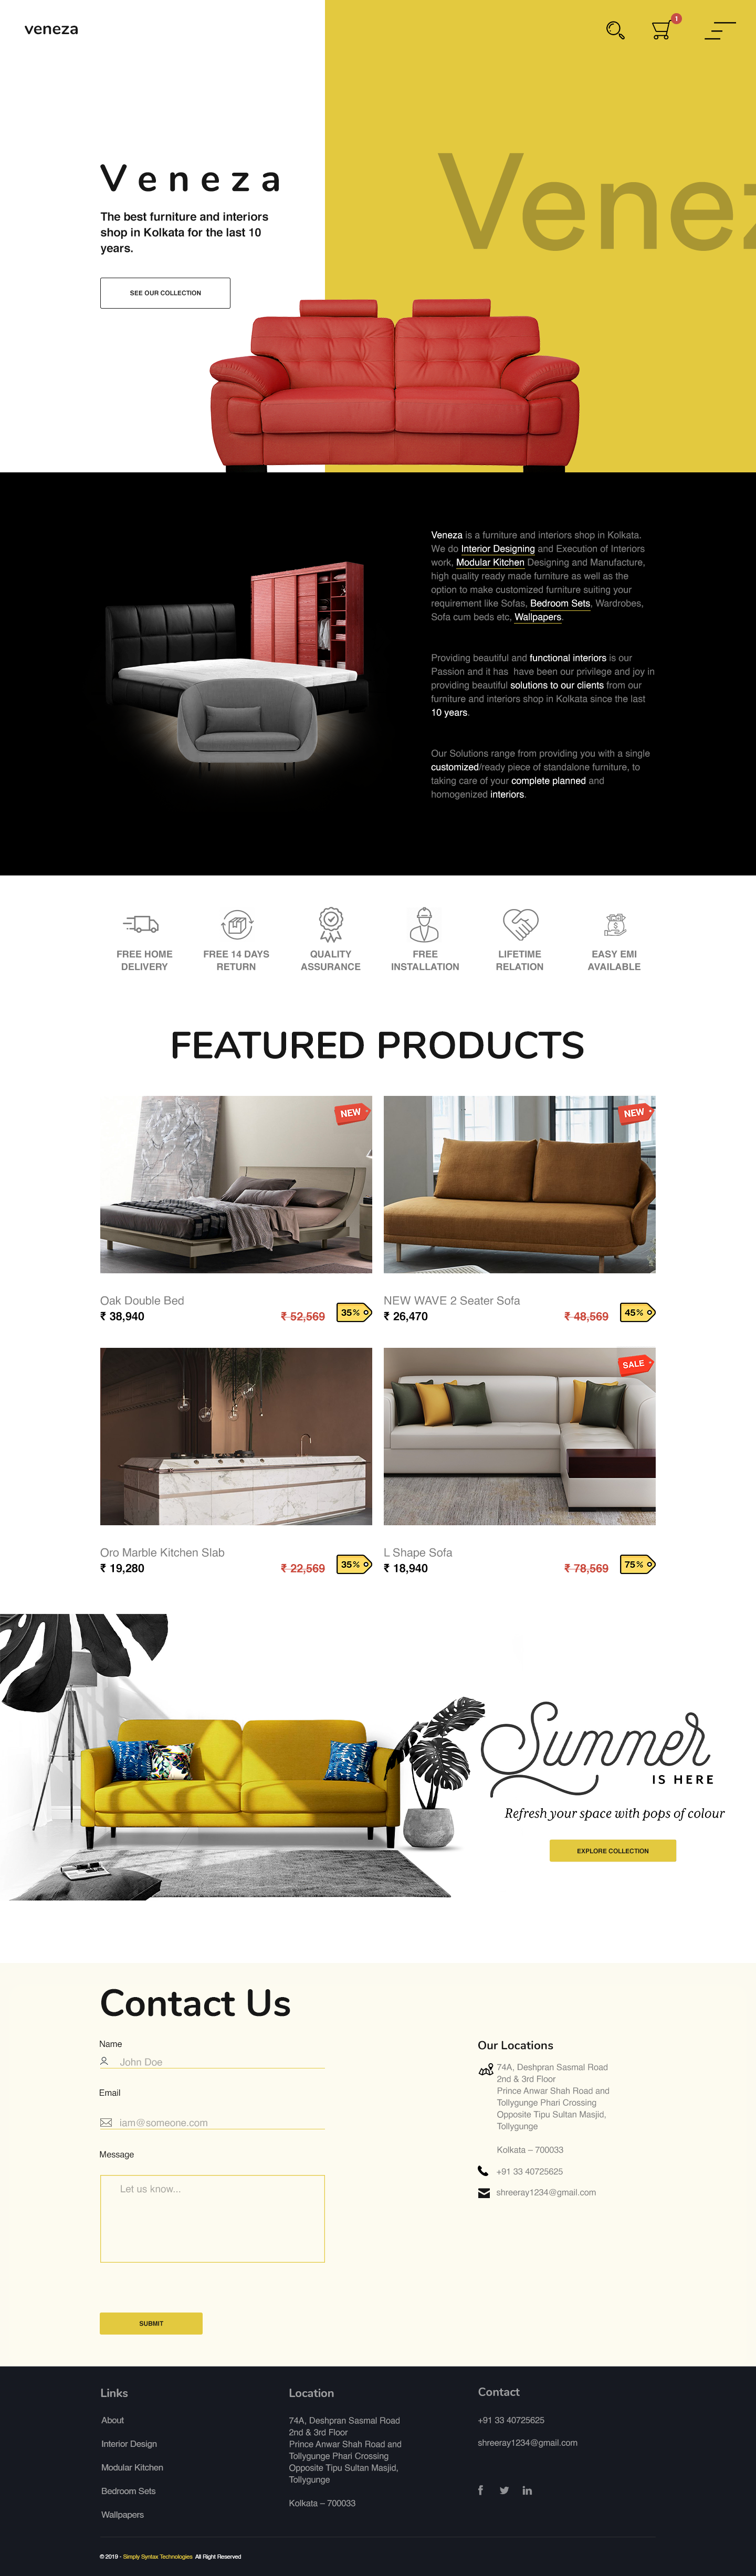 veneza
1
Venez
Veneza
The best furniture and interiors
shop in Kolkata for the last 10
years.
SEE OUR COLLECTION
Veneza is a furniture and interiors shop in Kolkata.
We do Interior Designing and Execution of Interiors
work, Modular Kitchen Designing and Manufacture,
high quality ready made furniture as well as the
option to make customized furniture suiting your
requirement like Sofas, Bedroom Sets, Wardrobes,
Sofa cum beds etc, Wallpapers.
Providing beautiful and functional interiors is our
Passion and it has have been our privilege and joy in
providing beautiful solutions to our clients from our
furniture and interiors shop in Kolkata since the last
10 years.
Our Solutions range from providing you with a single
customized/ready piece of standalone furniture, to
taking care of your complete planned and
homogenized interiors.
FREE HOME
DELIVERY
FREE 14 DAYS
RETURN
QUALITY
ASSURANCE
FREE
INSTALLATION
LIFETIME
RELATION
EASY EMI
AVAILABLE
FEATURED PRODUCTS
NEW
NEW
Oak Double Bed
₹ 38,940 ₹ 52,569 35%
NEW WAVE 2 Seater Sofa
₹ 26,470 ₹ 48,569 45%
SALE
Oro Marble Kitchen Slab
₹ 19,280 ₹ 22,569 35%
L Shape Sofa
₹ 18,940 ₹ 78,569 75%
Summer
IS HERE
Refresh your space with pops of colour
EXPLORE COLLECTION
Contact Us
Name
John Doe
Email
iam@someone.com
Message
Let us know...
SUBMIT
Our Locations
74A, Deshpran Sasmal Road
2nd & 3rd Floor
Prince Anwar Shah Road and
Tollygunge Phari Crossing
Opposite Tipu Sultan Masjid,
Tollygunge
Kolkata – 700033
+91 33 40725625
shreeray1234@gmail.com
Links
About
Interior Design
Modular Kitchen
Bedroom Sets
Wallpapers
Location
74A, Deshpran Sasmal Road
2nd & 3rd Floor
Prince Anwar Shah Road and
Tollygunge Phari Crossing
Opposite Tipu Sultan Masjid,
Tollygunge
Kolkata – 700033
Contact
+91 33 40725625
shreeray1234@gmail.com
© 2019 - Simply Syntax Technologies All Right Reserved